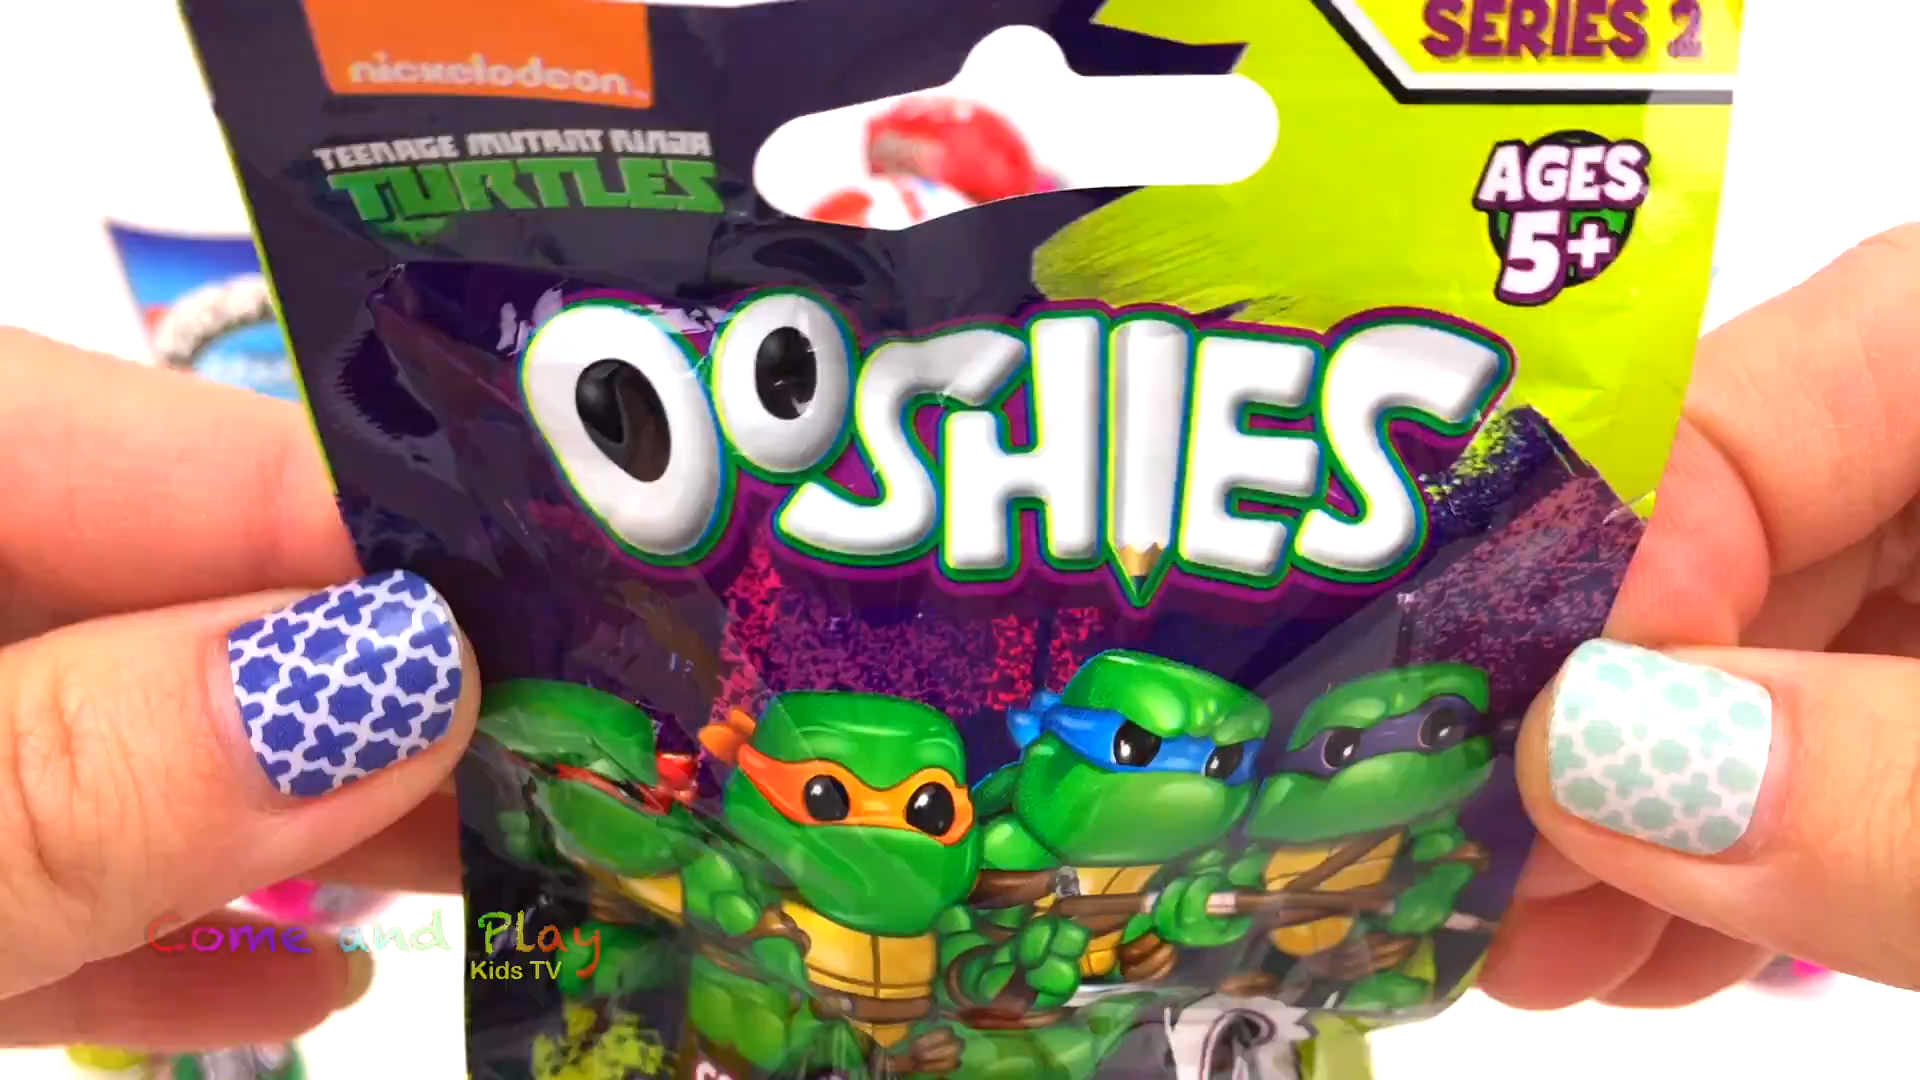 nickelodeon
SERIES 2
TEENAGE MUTANT NINJA
TURTLES
AGES
5+
OOSHIES
Come and Play
Kids TV